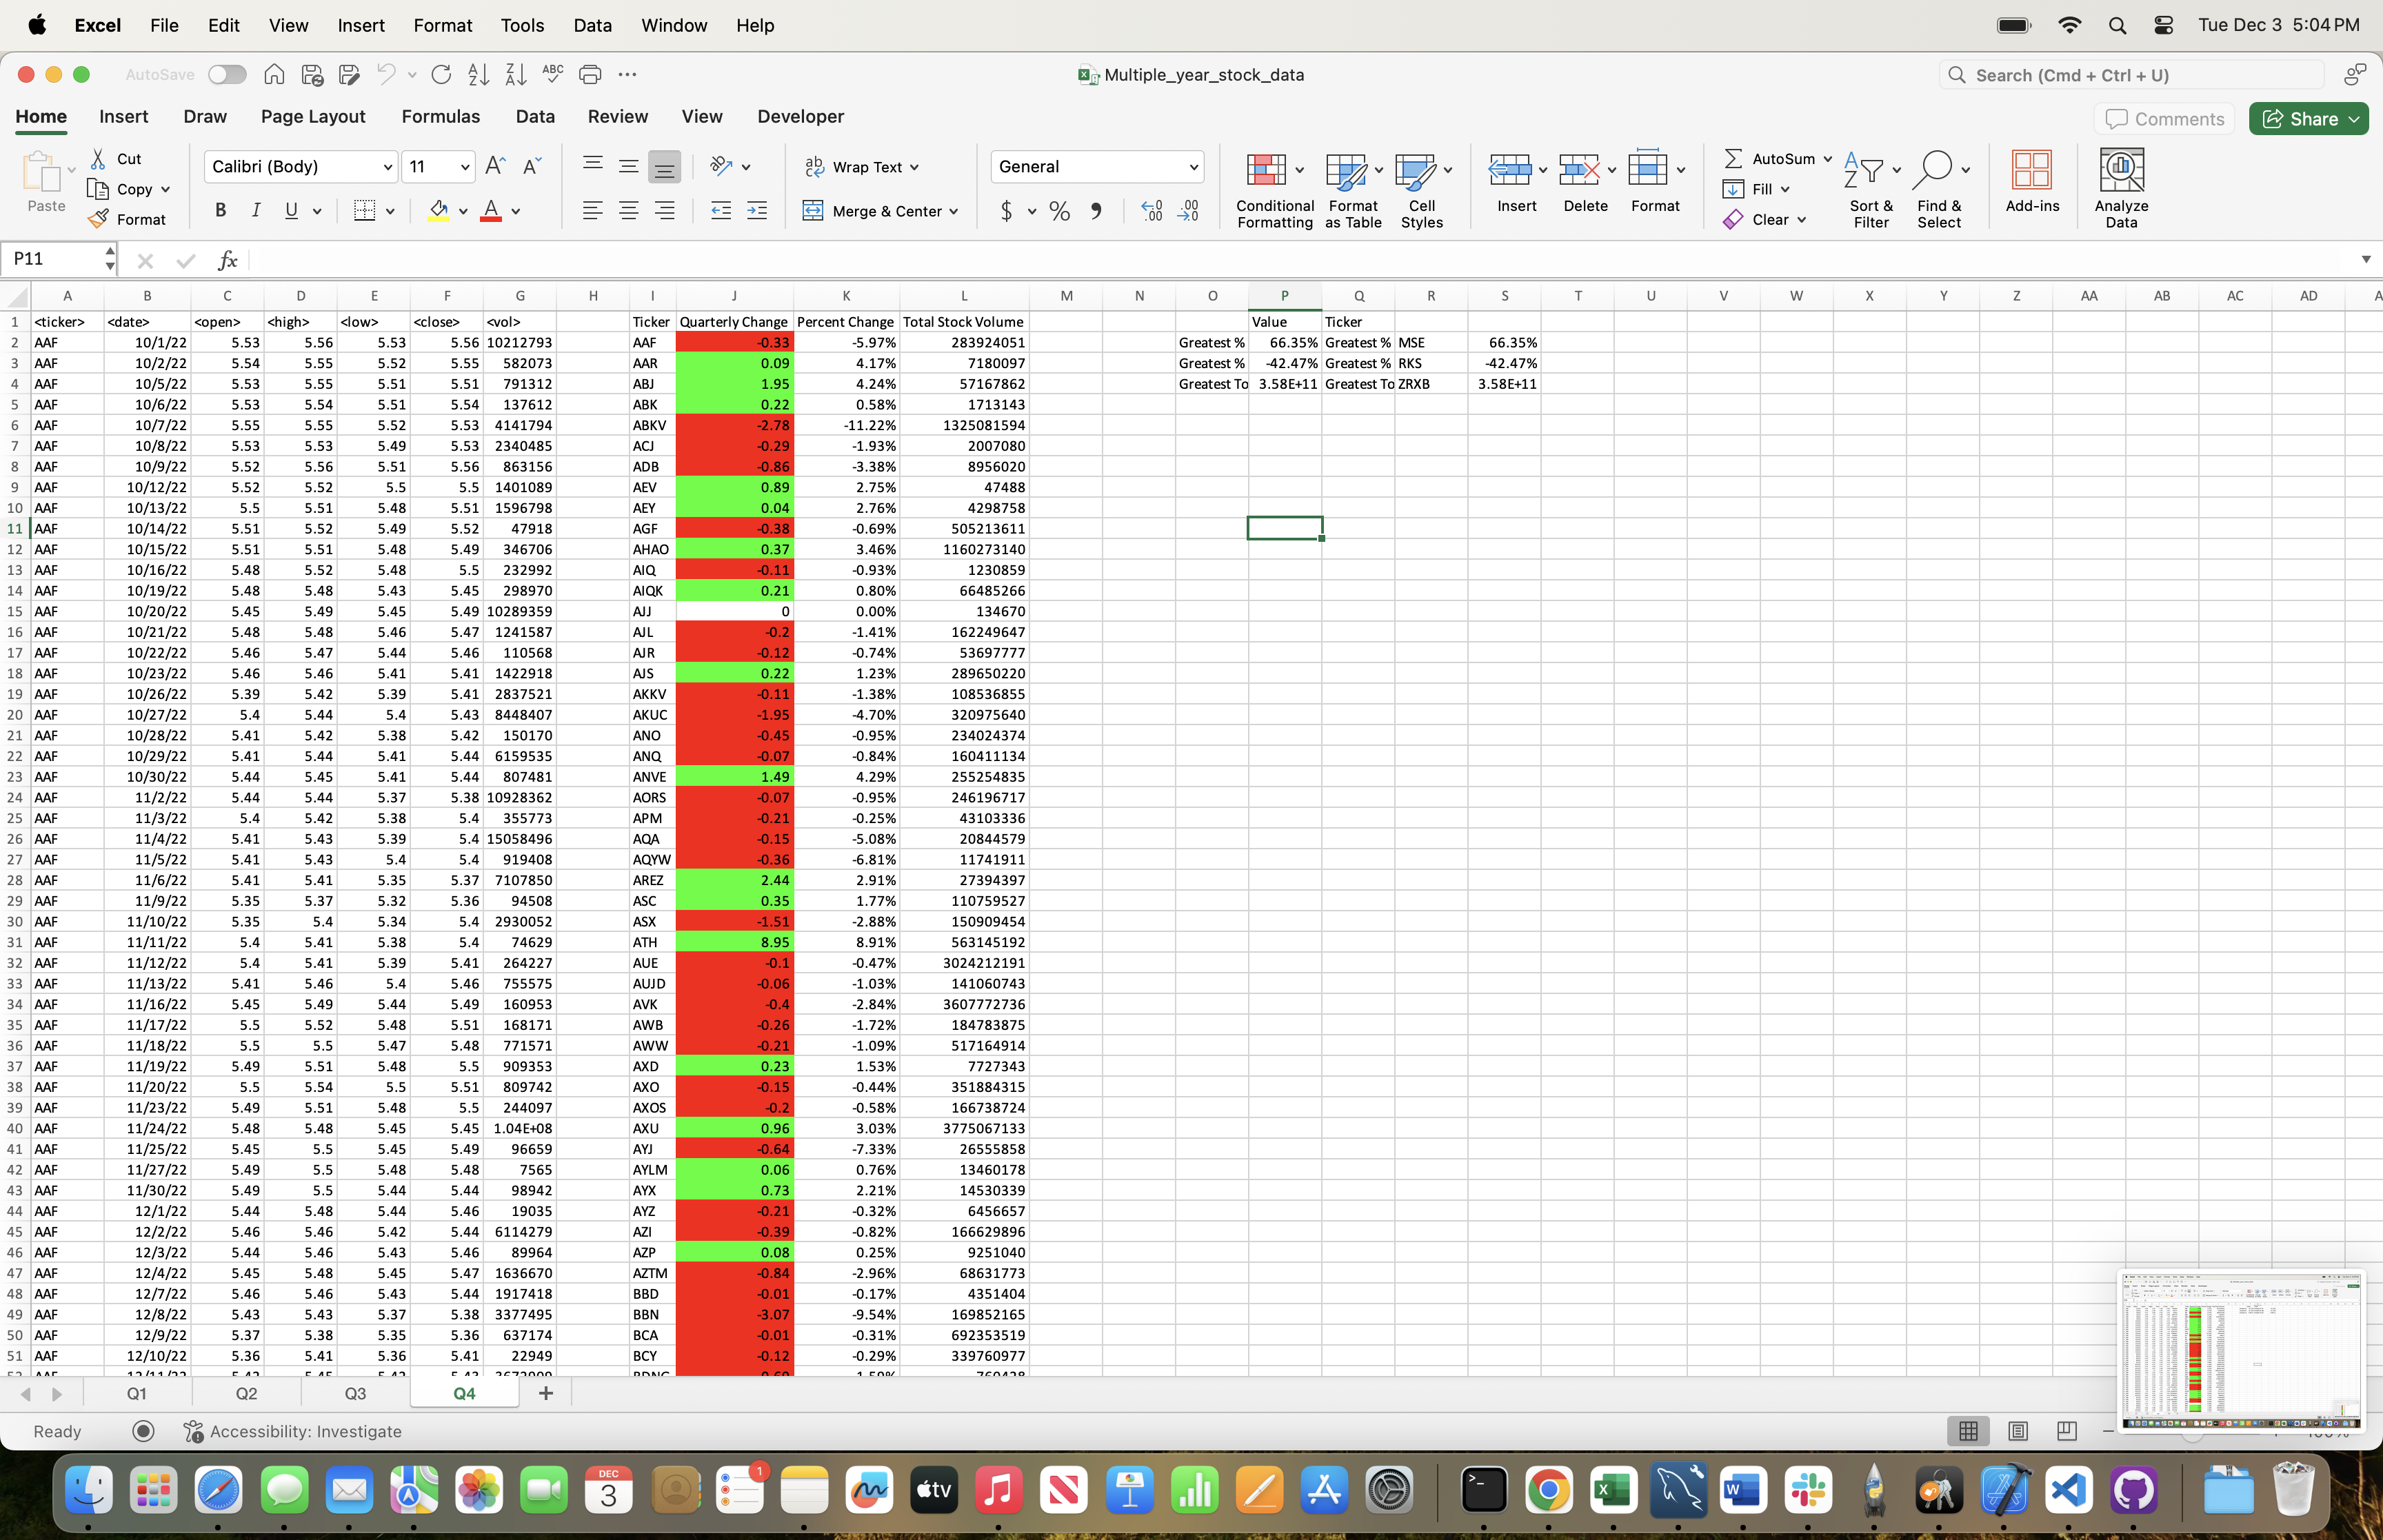 Excel File Edit View Insert Format Tools Data Window Help Tue Dec 3 5:04 PM
AutoSave ABC Multiple_year_stock_data Search (Cmd + Ctrl + U)
Home Insert Draw Page Layout Formulas Data Review View Developer Comments Share
Paste Cut Copy Format Calibri (Body) 11 Wrap Text Merge & Center General Conditional Formatting Format as Table Cell Styles Insert Delete Format AutoSum Fill Clear Sort & Filter Find & Select Add-ins Analyze Data
P11 fx
A B C D E F G H I J K L M N O P Q R S T U V W X Y Z AA AB AC AD A
1 <ticker> <date> <open> <high> <low> <close> <vol> Ticker Quarterly Change Percent Change Total Stock Volume Value Ticker
2 AAF 10/1/22 5.53 5.56 5.53 5.56 10212793 AAF -0.33 -5.97% 283924051 Greatest % 66.35% Greatest % MSE 66.35%
3 AAF 10/2/22 5.54 5.55 5.52 5.55 582073 AAR 0.09 4.17% 7180097 Greatest % -42.47% Greatest % RKS -42.47%
4 AAF 10/5/22 5.53 5.55 5.51 5.51 791312 ABJ 1.95 4.24% 57167862 Greatest To 3.58E+11 Greatest To ZRXB 3.58E+11
5 AAF 10/6/22 5.53 5.54 5.51 5.54 137612 ABK 0.22 0.58% 1713143
6 AAF 10/7/22 5.55 5.55 5.52 5.53 4141794 ABKV -2.78 -11.22% 1325081594
7 AAF 10/8/22 5.53 5.53 5.49 5.53 2340485 ACJ -0.29 -1.93% 2007080
8 AAF 10/9/22 5.52 5.56 5.51 5.56 863156 ADB -0.86 -3.38% 8956020
9 AAF 10/12/22 5.52 5.52 5.5 5.5 1401089 AEV 0.89 2.75% 47488
10 AAF 10/13/22 5.5 5.51 5.48 5.51 1596798 AEY 0.04 2.76% 4298758
11 AAF 10/14/22 5.51 5.52 5.49 5.52 47918 AGF -0.38 -0.69% 505213611
12 AAF 10/15/22 5.51 5.51 5.48 5.49 346706 AHAO 0.37 3.46% 1160273140
13 AAF 10/16/22 5.48 5.52 5.48 5.5 232992 AIQ -0.11 -0.93% 1230859
14 AAF 10/19/22 5.48 5.48 5.43 5.45 298970 AIQK 0.21 0.80% 66485266
15 AAF 10/20/22 5.45 5.49 5.45 5.49 10289359 AJJ 0 0.00% 134670
16 AAF 10/21/22 5.48 5.48 5.46 5.47 1241587 AJL -0.2 -1.41% 162249647
17 AAF 10/22/22 5.46 5.47 5.44 5.46 110568 AJR -0.12 -0.74% 53697777
18 AAF 10/23/22 5.46 5.46 5.41 5.41 1422918 AJS 0.22 1.23% 289650220
19 AAF 10/26/22 5.39 5.42 5.39 5.41 2837521 AKKV -0.11 -1.38% 108536855
20 AAF 10/27/22 5.4 5.44 5.4 5.43 8448407 AKUC -1.95 -4.70% 320975640
21 AAF 10/28/22 5.41 5.42 5.38 5.42 150170 ANO -0.45 -0.95% 234024374
22 AAF 10/29/22 5.41 5.44 5.41 5.44 6159535 ANQ -0.07 -0.84% 160411134
23 AAF 10/30/22 5.44 5.45 5.41 5.44 807481 ANVE 1.49 4.29% 255254835
24 AAF 11/2/22 5.44 5.44 5.37 5.38 10928362 AORS -0.07 -0.95% 246196717
25 AAF 11/3/22 5.4 5.42 5.38 5.4 355773 APM -0.21 -0.25% 43103336
26 AAF 11/4/22 5.41 5.43 5.39 5.4 15058496 AQA -0.15 -5.08% 20844579
27 AAF 11/5/22 5.41 5.43 5.4 5.4 919408 AQYW -0.36 -6.81% 11741911
28 AAF 11/6/22 5.41 5.41 5.35 5.37 7107850 AREZ 2.44 2.91% 27394397
29 AAF 11/9/22 5.35 5.37 5.32 5.36 94508 ASC 0.35 1.77% 110759527
30 AAF 11/10/22 5.35 5.4 5.34 5.4 2930052 ASX -1.51 -2.88% 150909454
31 AAF 11/11/22 5.4 5.41 5.38 5.4 74629 ATH 8.95 8.91% 563145192
32 AAF 11/12/22 5.4 5.41 5.39 5.41 264227 AUE -0.1 -0.47% 3024212191
33 AAF 11/13/22 5.41 5.46 5.4 5.46 755575 AUJD -0.06 -1.03% 141060743
34 AAF 11/16/22 5.45 5.49 5.44 5.49 160953 AVK -0.4 -2.84% 3607772736
35 AAF 11/17/22 5.5 5.52 5.48 5.51 168171 AWB -0.26 -1.72% 184783875
36 AAF 11/18/22 5.5 5.5 5.47 5.48 771571 AWW -0.21 -1.09% 517164914
37 AAF 11/19/22 5.49 5.51 5.48 5.5 909353 AXD 0.23 1.53% 7727343
38 AAF 11/20/22 5.5 5.54 5.5 5.51 809742 AXO -0.15 -0.44% 351884315
39 AAF 11/23/22 5.49 5.51 5.48 5.5 244097 AXOS -0.2 -0.58% 166738724
40 AAF 11/24/22 5.48 5.48 5.45 5.45 1.04E+08 AXU 0.96 3.03% 3775067133
41 AAF 11/25/22 5.45 5.5 5.45 5.49 96659 AYJ -0.64 -7.33% 26555858
42 AAF 11/27/22 5.49 5.5 5.48 5.48 7565 AYLM 0.06 0.76% 13460178
43 AAF 11/30/22 5.49 5.5 5.44 5.44 98942 AYX 0.73 2.21% 14530339
44 AAF 12/1/22 5.44 5.48 5.44 5.46 19035 AYZ -0.21 -0.32% 6456657
45 AAF 12/2/22 5.46 5.46 5.42 5.44 6114279 AZI -0.39 -0.82% 166629896
46 AAF 12/3/22 5.44 5.46 5.43 5.46 89964 AZP 0.08 0.25% 9251040
47 AAF 12/4/22 5.45 5.48 5.45 5.47 1636670 AZTM -0.84 -2.96% 68631773
48 AAF 12/7/22 5.46 5.46 5.43 5.44 1917418 BBD -0.01 -0.17% 4351404
49 AAF 12/8/22 5.43 5.43 5.37 5.38 3377495 BBN -3.07 -9.54% 169852165
50 AAF 12/9/22 5.37 5.38 5.35 5.36 637174 BCA -0.01 -0.31% 692353519
51 AAF 12/10/22 5.36 5.41 5.36 5.41 22949 BCY -0.12 -0.29% 339760977
Q1 Q2 Q3 Q4 +
Ready Accessibility: Investigate
DEC 3 1 tv